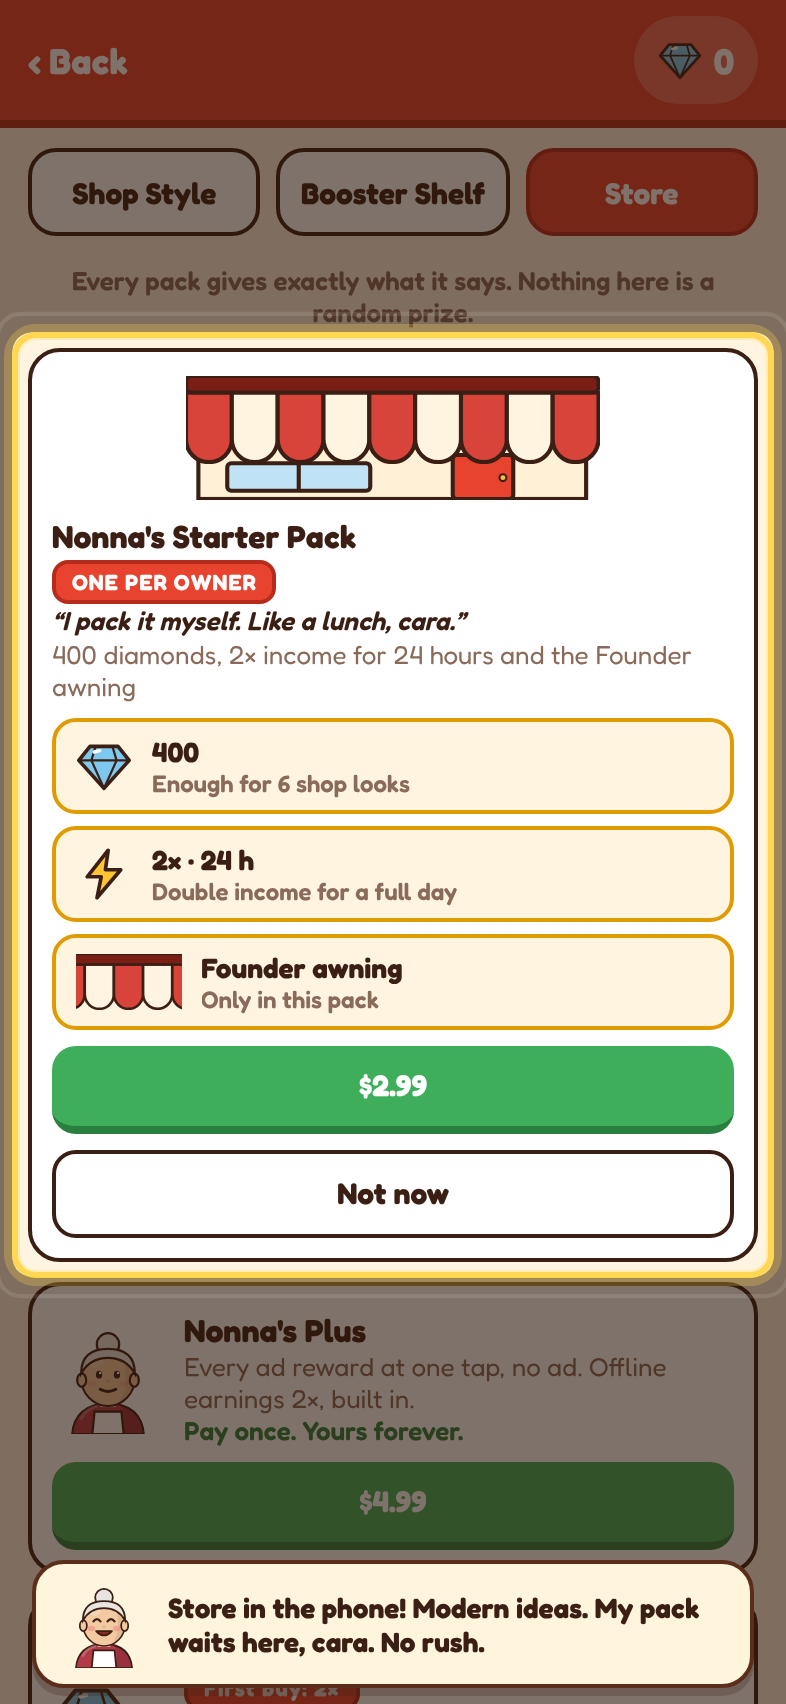 ‹ Back
0
Shop Style
Booster Shelf
Store
Every pack gives exactly what it says. Nothing here is a
random prize.
Nonna's Starter Pack
ONE PER OWNER
“I pack it myself. Like a lunch, cara.”
400 diamonds, 2× income for 24 hours and the Founder
awning
400
Enough for 6 shop looks
2× · 24 h
Double income for a full day
Founder awning
Only in this pack
$2.99
Not now
Nonna's Plus
Every ad reward at one tap, no ad. Offline
earnings 2×, built in.
Pay once. Yours forever.
$4.99
Store in the phone! Modern ideas. My pack
waits here, cara. No rush.
First buy: 2×